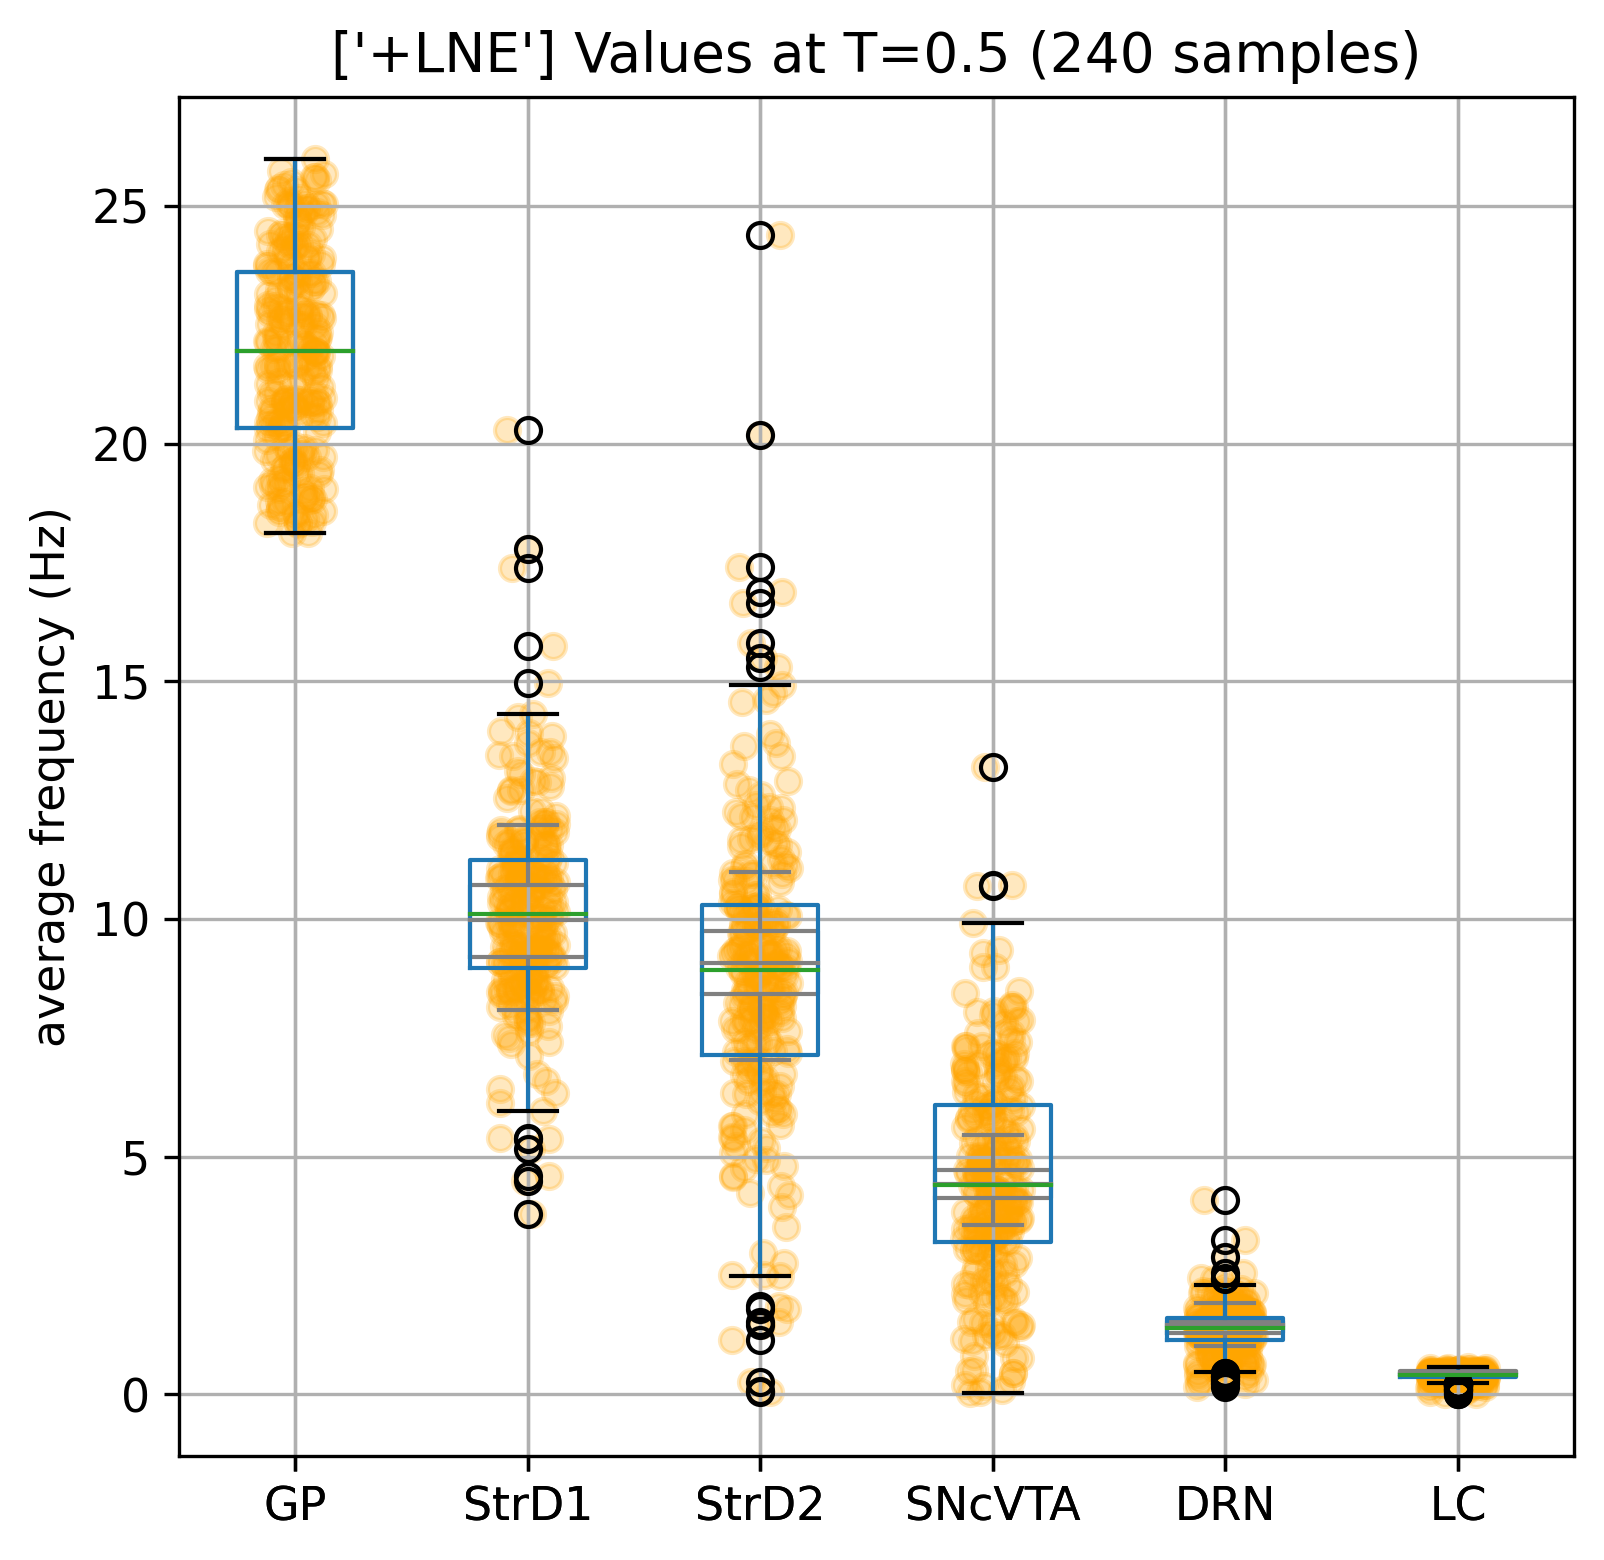 ['+LNE'] Values at T=0.5 (240 samples)
average frequency (Hz)
25
20
15
10
5
0
GP StrD1 StrD2 SNcVTA DRN LC